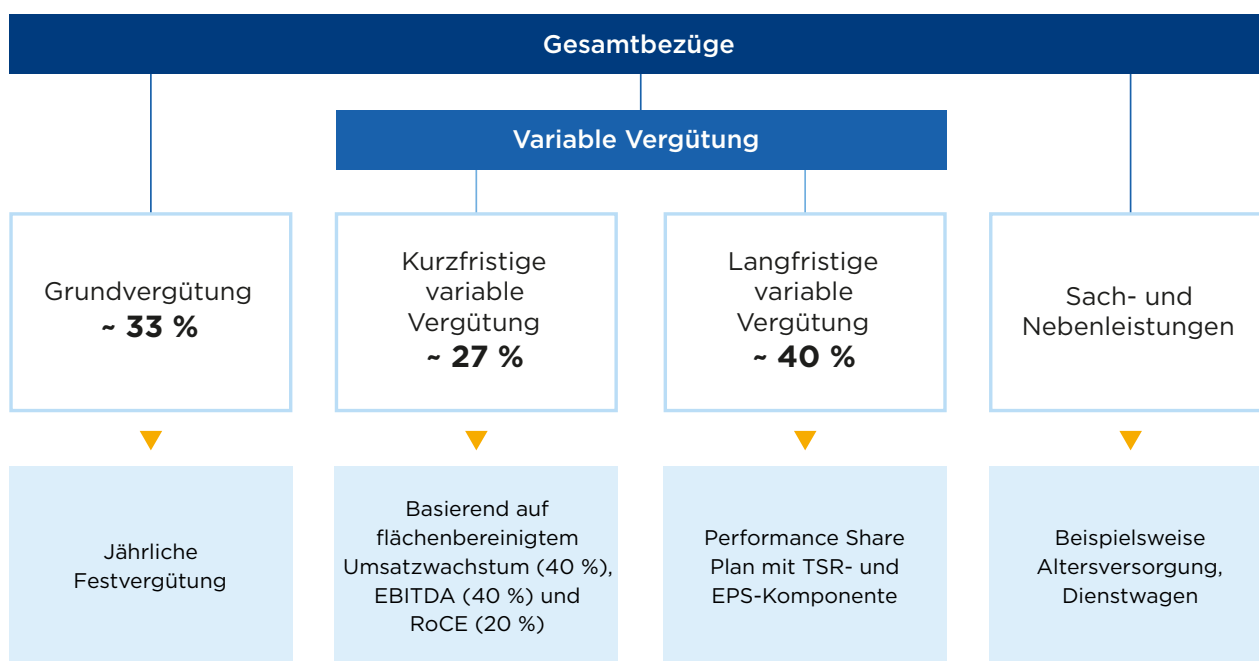 Gesamtbezüge
Variable Vergütung
Grundvergütung
~ 33 %
Kurzfristige
variable
Vergütung
~ 27 %
Langfristige
variable
Vergütung
~ 40 %
Sach- und
Nebenleistungen
Jährliche
Festvergütung
Basierend auf
flächenbereinigtem
Umsatzwachstum (40 %),
EBITDA (40 %) und
RoCE (20 %)
Performance Share
Plan mit TSR- und
EPS-Komponente
Beispielsweise
Altersversorgung,
Dienstwagen